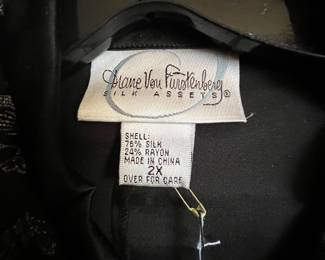 Diane Von Furstenberg
SILK ASSETS®
SHELL:
76% SILK
24% RAYON
MADE IN CHINA
2X
OVER FOR CARE